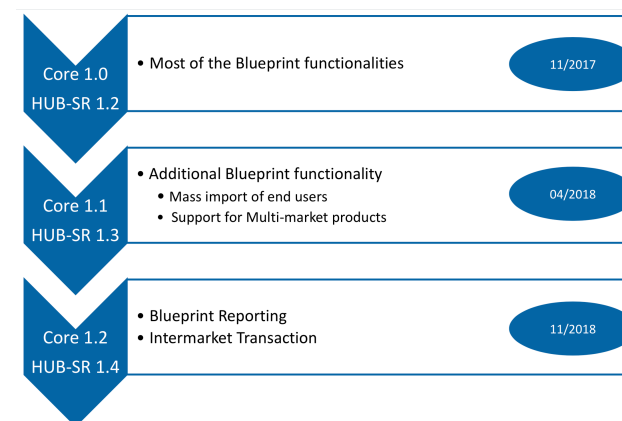 Core 1.0
HUB-SR 1.2
• Most of the Blueprint functionalities
11/2017
Core 1.1
HUB-SR 1.3
• Additional Blueprint functionality
• Mass import of end users
• Support for Multi-market products
04/2018
Core 1.2
HUB-SR 1.4
• Blueprint Reporting
• Intermarket Transaction
11/2018